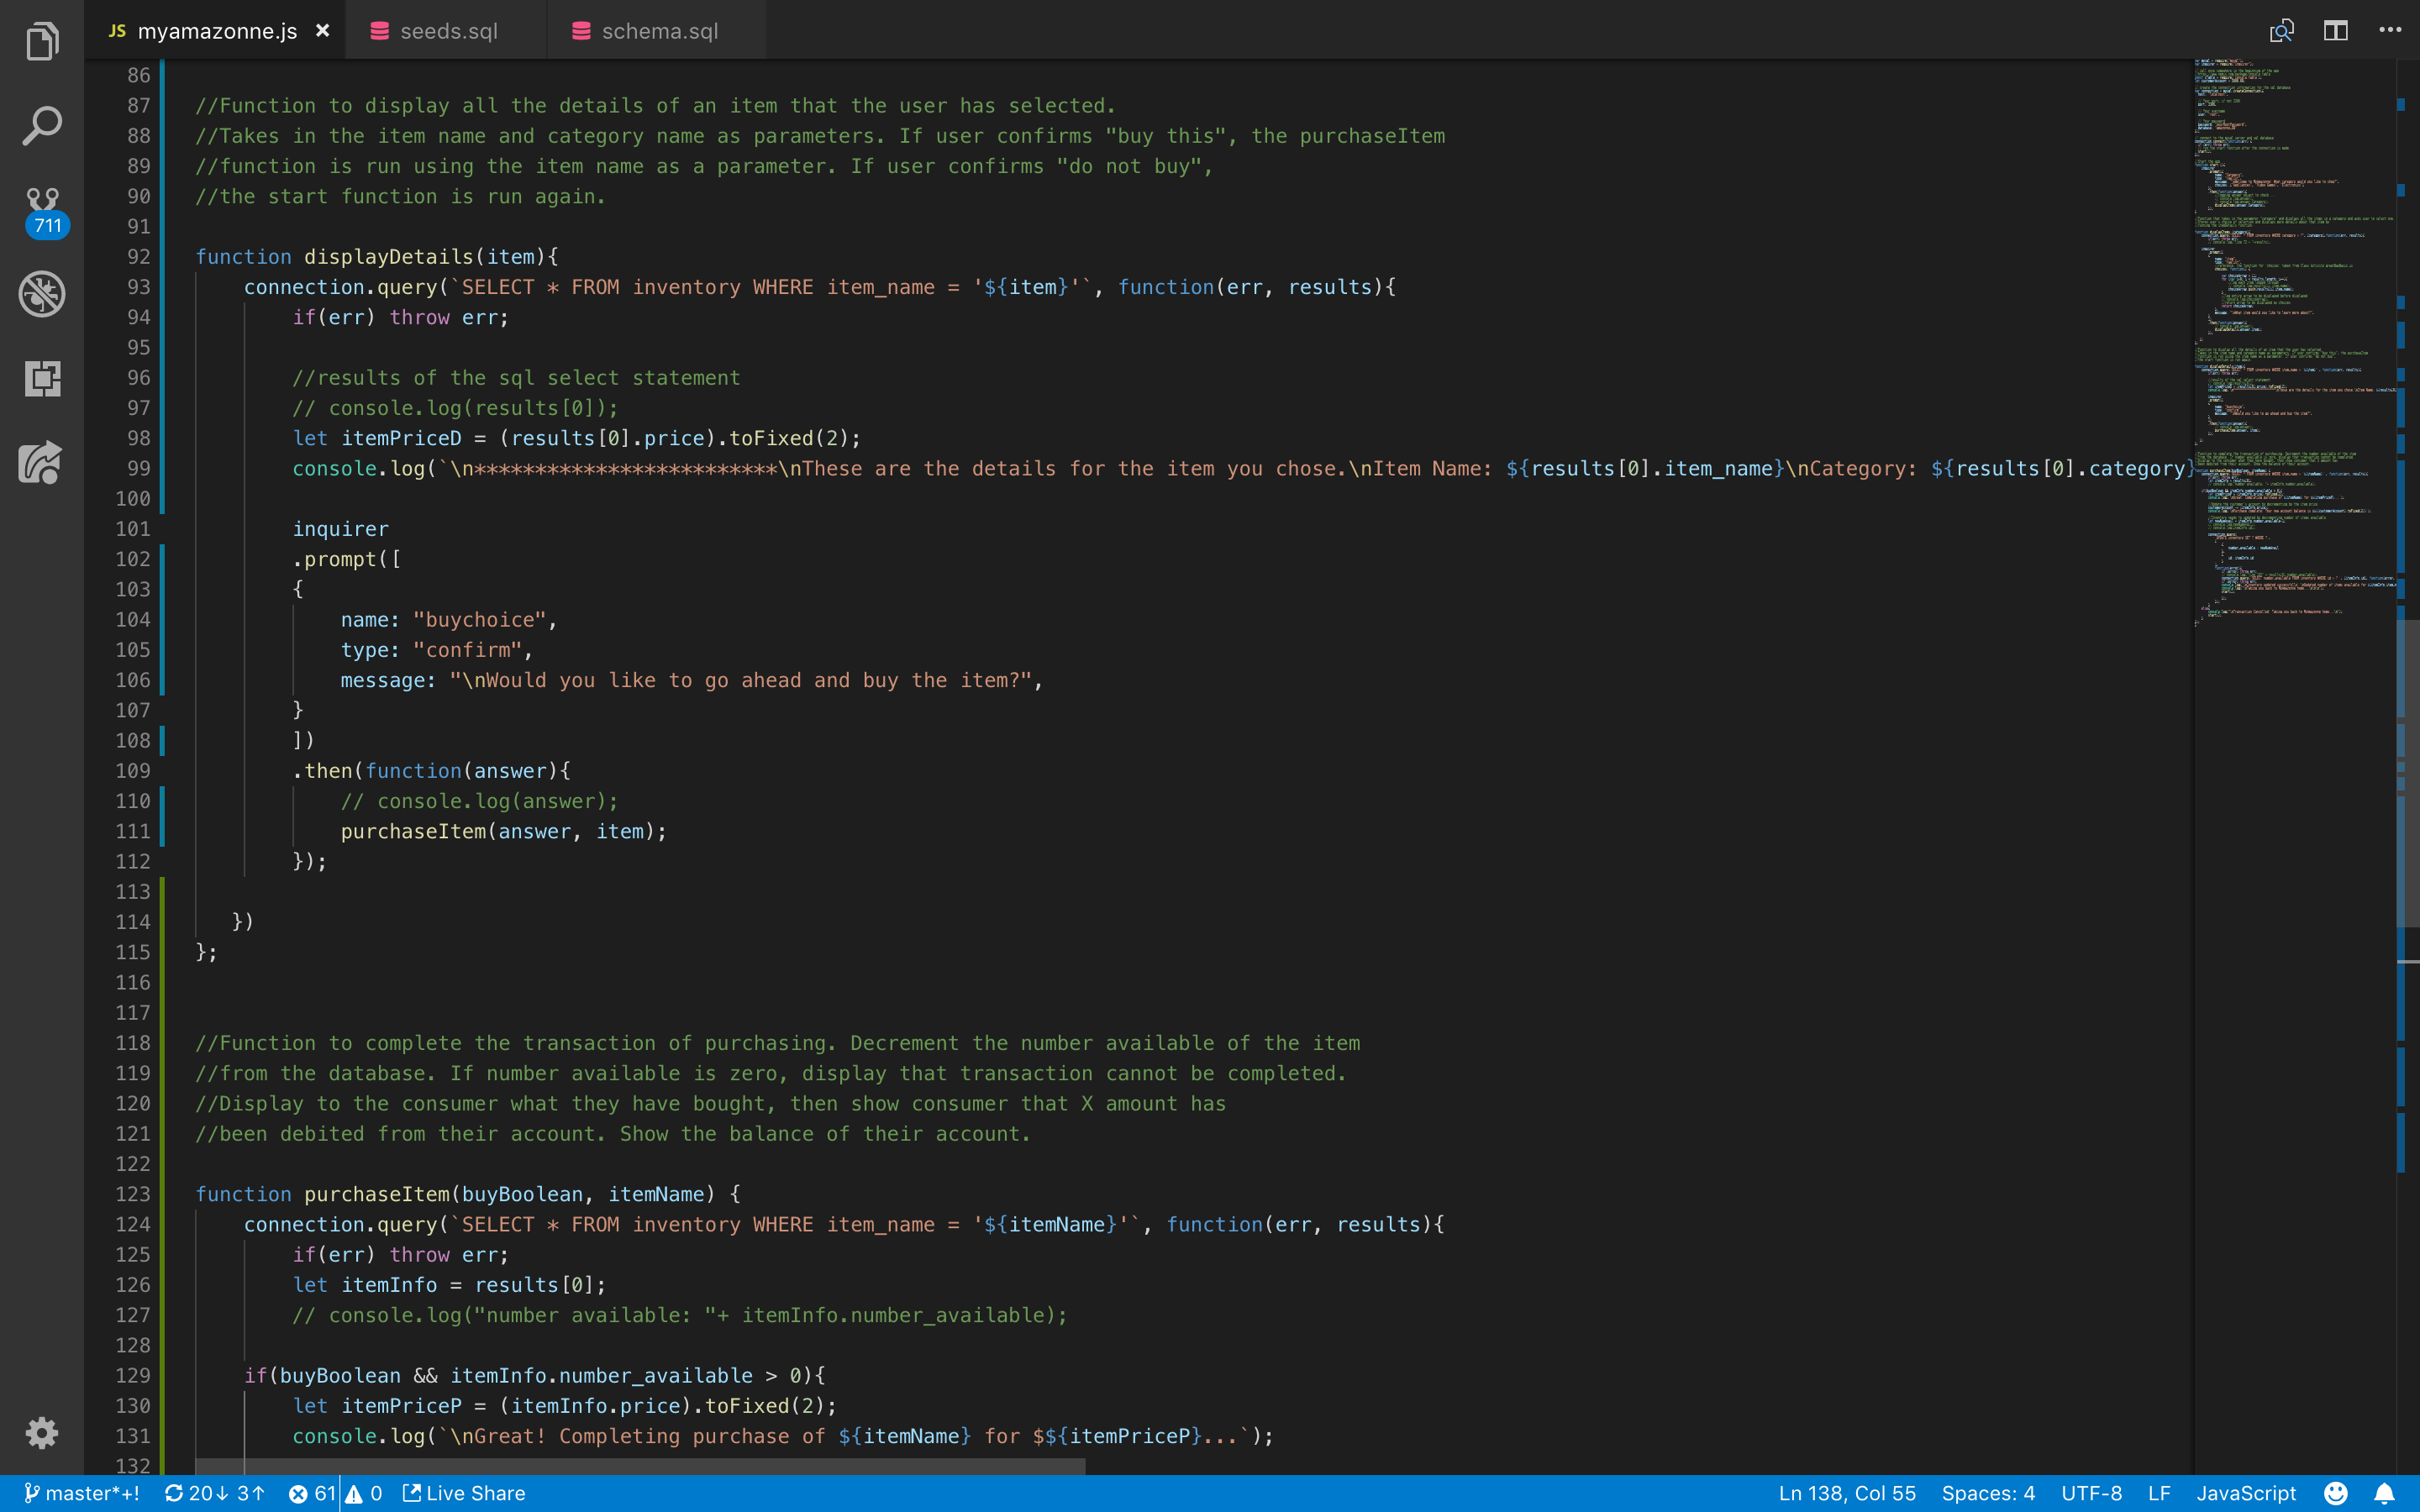 JS myamazonne.js × seeds.sql schema.sql
711
86
87 //Function to display all the details of an item that the user has selected.
88 //Takes in the item name and category name as parameters. If user confirms "buy this", the purchaseItem
89 //function is run using the item name as a parameter. If user confirms "do not buy",
90 //the start function is run again.
91
92 function displayDetails(item){
93 connection.query(`SELECT * FROM inventory WHERE item_name = '${item}'`, function(err, results){
94 if(err) throw err;
95
96 //results of the sql select statement
97 // console.log(results[0]);
98 let itemPriceD = (results[0].price).toFixed(2);
99 console.log(`\n*************************\nThese are the details for the item you chose.\nItem Name: ${results[0].item_name}\nCategory: ${results[0].category}
100
101 inquirer
102 .prompt([
103 {
104 name: "buychoice",
105 type: "confirm",
106 message: "\nWould you like to go ahead and buy the item?",
107 }
108 ])
109 .then(function(answer){
110 // console.log(answer);
111 purchaseItem(answer, item);
112 });
113
114 })
115 };
116
117
118 //Function to complete the transaction of purchasing. Decrement the number available of the item
119 //from the database. If number available is zero, display that transaction cannot be completed.
120 //Display to the consumer what they have bought, then show consumer that X amount has
121 //been debited from their account. Show the balance of their account.
122
123 function purchaseItem(buyBoolean, itemName) {
124 connection.query(`SELECT * FROM inventory WHERE item_name = '${itemName}'`, function(err, results){
125 if(err) throw err;
126 let itemInfo = results[0];
127 // console.log("number available: "+ itemInfo.number_available);
128
129 if(buyBoolean && itemInfo.number_available > 0){
130 let itemPriceP = (itemInfo.price).toFixed(2);
131 console.log(`\nGreat! Completing purchase of ${itemName} for $${itemPriceP}...`);
132
master*+! 20↓ 3↑ 61 0 Live Share Ln 138, Col 55 Spaces: 4 UTF-8 LF JavaScript